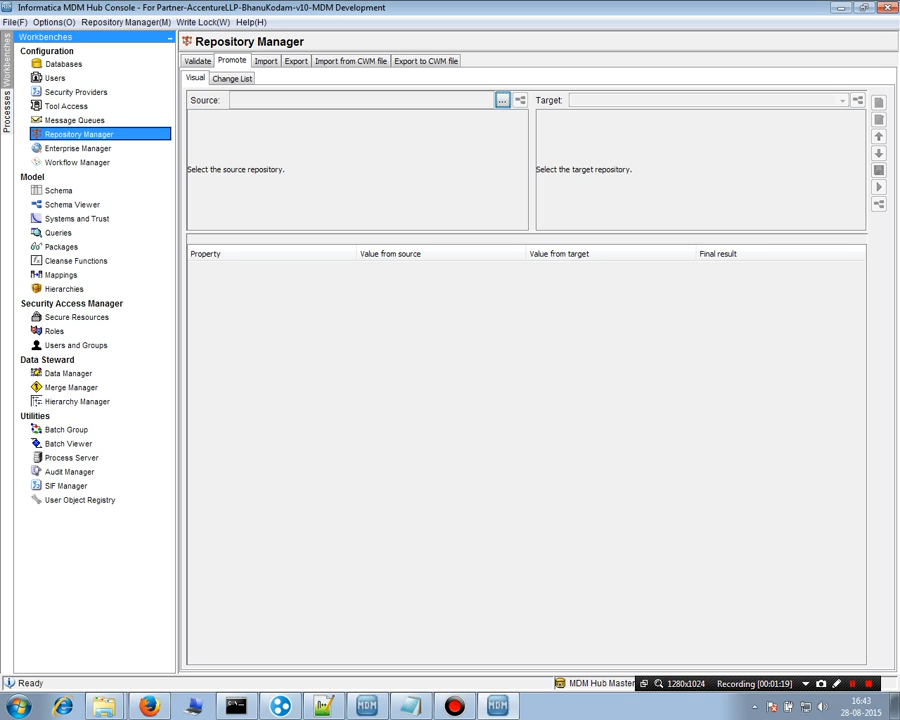 Informatica MDM Hub Console - For Partner-AccentureLLP-BhanuKodam-v10-MDM Development
File(F) Options(O) Repository Manager(M) Write Lock(W) Help(H)
Workbenches
Processes
Workbenches
Configuration
Databases
Users
Security Providers
Tool Access
Message Queues
Repository Manager
Enterprise Manager
Workflow Manager
Model
Schema
Schema Viewer
Systems and Trust
Queries
Packages
Cleanse Functions
Mappings
Hierarchies
Security Access Manager
Secure Resources
Roles
Users and Groups
Data Steward
Data Manager
Merge Manager
Hierarchy Manager
Utilities
Batch Group
Batch Viewer
Process Server
Audit Manager
SIF Manager
User Object Registry
Repository Manager
Validate Promote Import Export Import from CWM file Export to CWM file
Visual Change List
Source: ... Target:
Select the source repository. Select the target repository.
Property Value from source Value from target Final result
Ready MDM Hub Master 1280x1024 Recording [00:01:19]
MDM MDM
16:43
28-08-2015